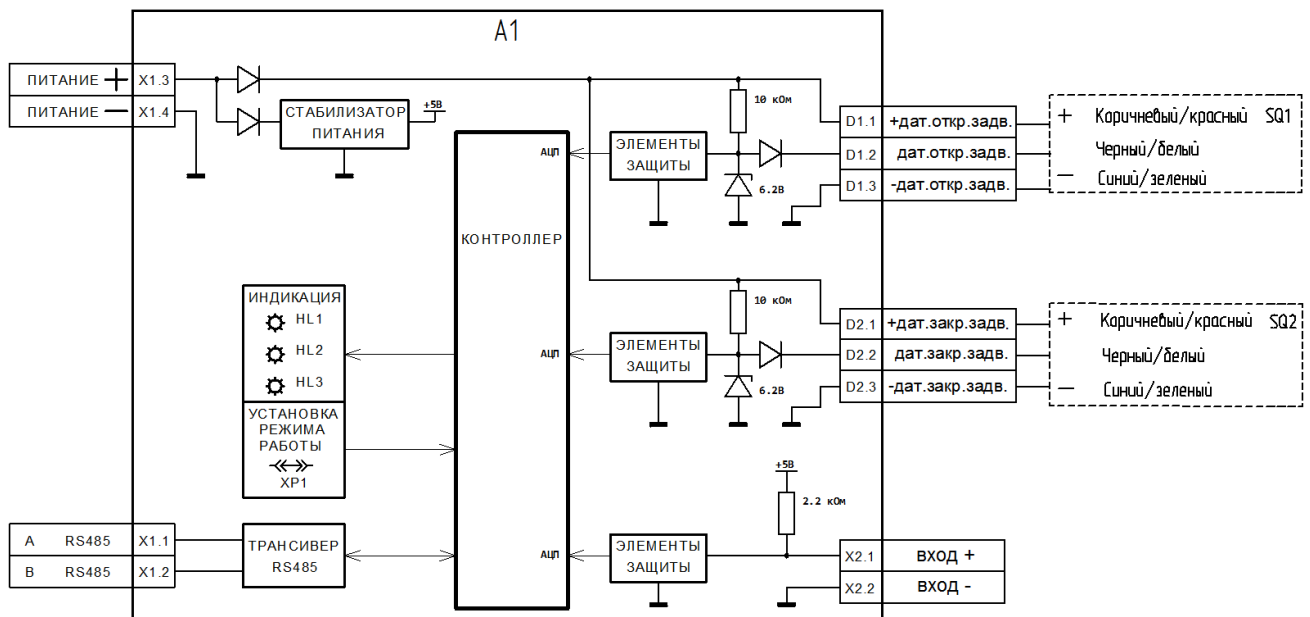 A1
ПИТАНИЕ + X1.3
ПИТАНИЕ – X1.4
СТАБИЛИЗАТОР
ПИТАНИЯ
+5В
КОНТРОЛЛЕР
АЦП
ЭЛЕМЕНТЫ
ЗАЩИТЫ
10 кОм
6.2В
D1.1 +дат.откр.задв.
D1.2 дат.откр.задв.
D1.3 -дат.откр.задв.
+ Коричневый/красный SQ1
Черный/белый
– Синий/зеленый
ИНДИКАЦИЯ
HL1
HL2
HL3
УСТАНОВКА
РЕЖИМА
РАБОТЫ
XP1
АЦП
ЭЛЕМЕНТЫ
ЗАЩИТЫ
10 кОм
6.2В
D2.1 +дат.закр.задв.
D2.2 дат.закр.задв.
D2.3 -дат.закр.задв.
+ Коричневый/красный SQ2
Черный/белый
– Синий/зеленый
A RS485 X1.1
B RS485 X1.2
ТРАНСИВЕР
RS485
АЦП
ЭЛЕМЕНТЫ
ЗАЩИТЫ
+5В
2.2 кОм
X2.1 ВХОД +
X2.2 ВХОД -